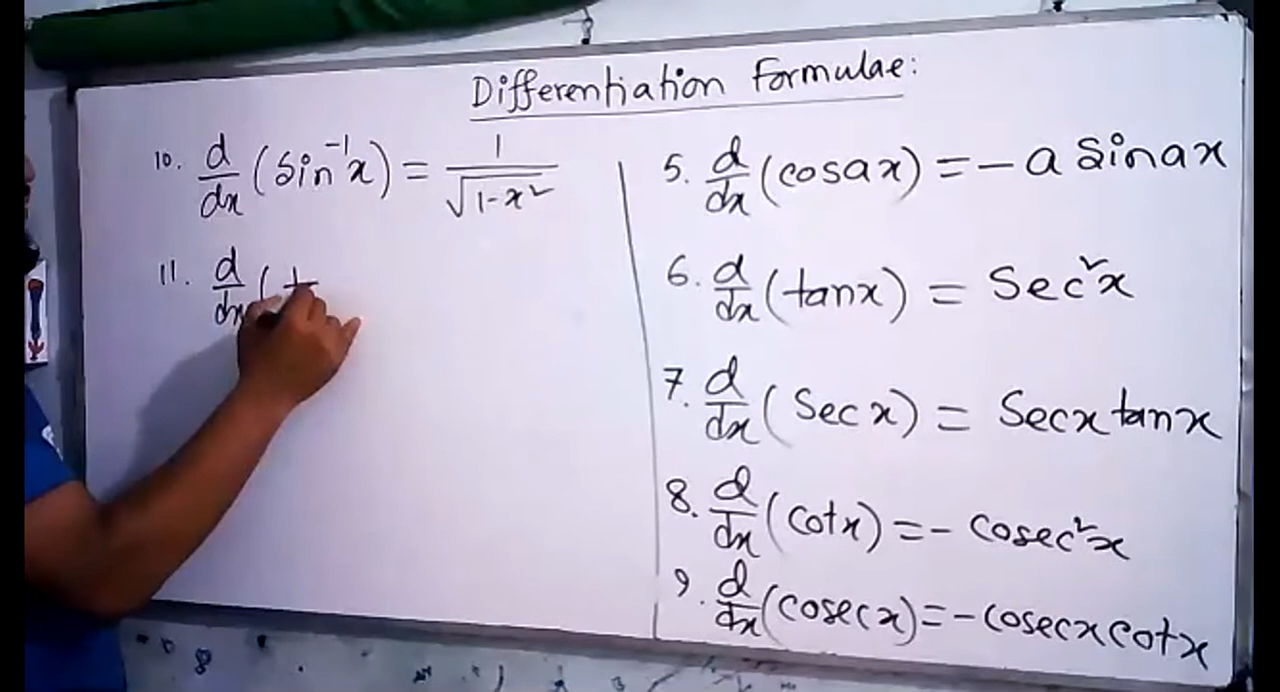 Differentiation Formulae:
10. d/dx (Sin⁻¹x) = 1/√(1-x²)
11. d/dx ( t
5. d/dx (cosax) = - a Sinax
6. d/dx (tanx) = Sec²x
7. d/dx (Secx) = Secx tanx
8. d/dx (cotx) = - cosec²x
9. d/dx (cosecx) = - cosecx cotx